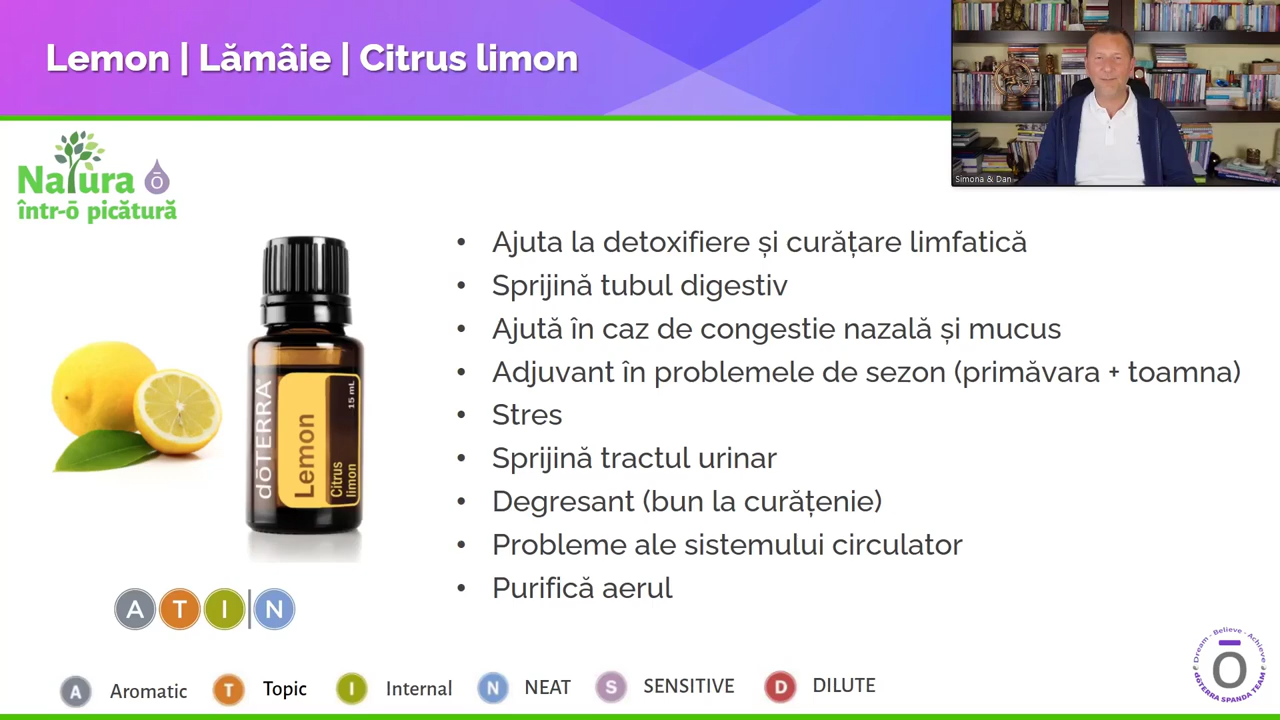 Lemon | Lămâie | Citrus limon
Simona & Dan
Natura ō
într-ō picătură
• Ajuta la detoxifiere și curățare limfatică
• Sprijină tubul digestiv
• Ajută în caz de congestie nazală și mucus
• Adjuvant în problemele de sezon (primăvara + toamna)
• Stres
• Sprijină tractul urinar
• Degresant (bun la curățenie)
• Probleme ale sistemului circulator
• Purifică aerul
dōTERRA
Lemon
Citrus
limon
15 mL
A T I | N
A Aromatic T Topic I Internal N NEAT S SENSITIVE D DILUTE
Dream - Believe - Achieve
Ō
dōTERRA SPANDA TEAM